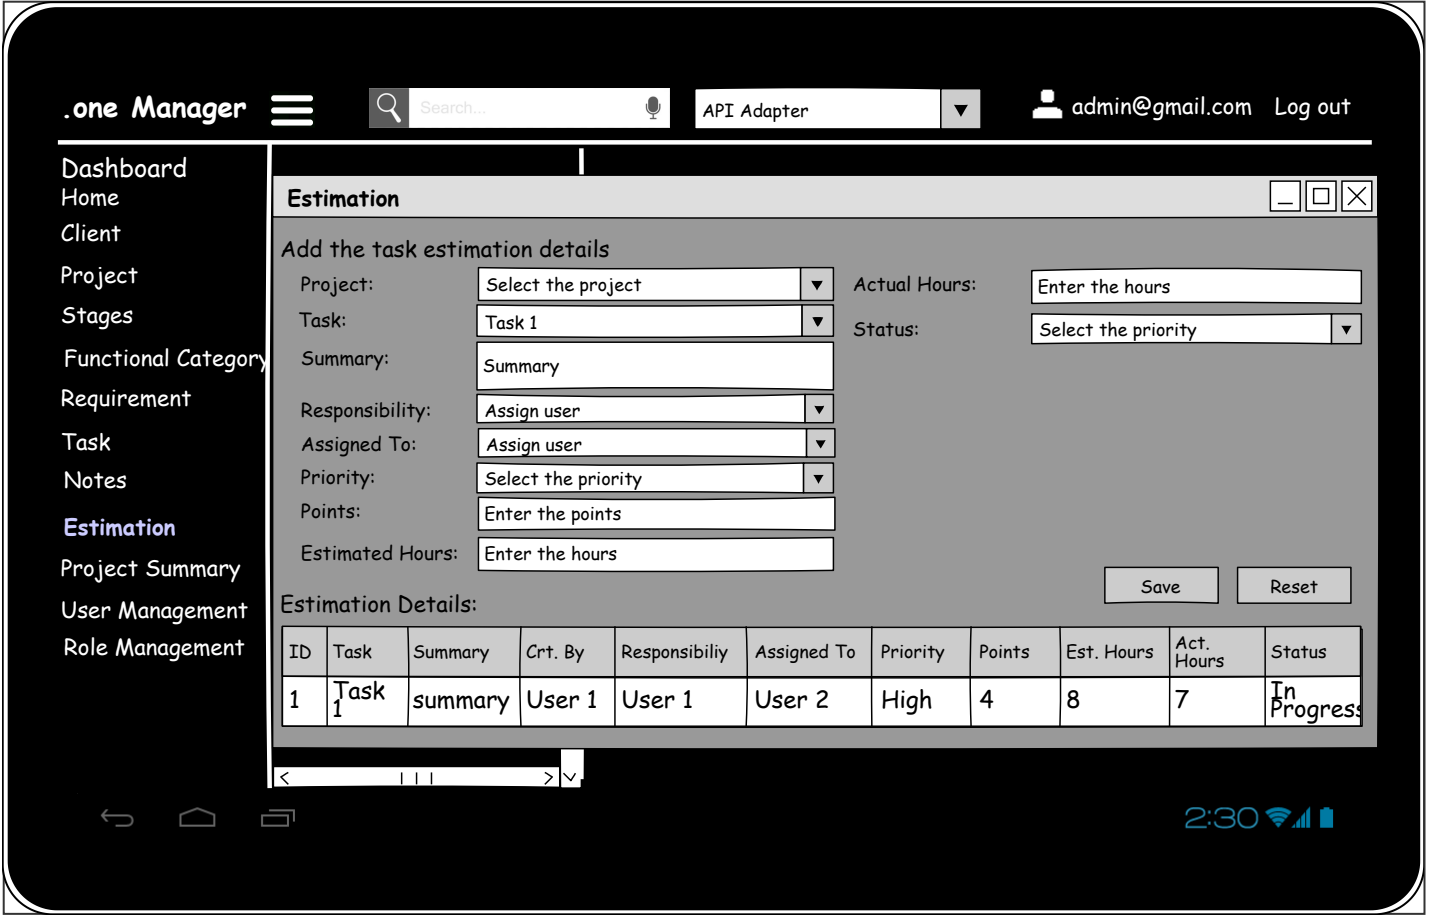 .one Manager
Search...
API Adapter
admin@gmail.com
Log out
Dashboard
Home
Client
Project
Stages
Functional Category
Requirement
Task
Notes
Estimation
Project Summary
User Management
Role Management
Estimation
Add the task estimation details
Project: Select the project
Task: Task 1
Summary: Summary
Responsibility: Assign user
Assigned To: Assign user
Priority: Select the priority
Points: Enter the points
Estimated Hours: Enter the hours
Actual Hours: Enter the hours
Status: Select the priority
Save Reset
Estimation Details:
ID Task Summary Crt. By Responsibiliy Assigned To Priority Points Est. Hours Act. Hours Status
1 Task 1 summary User 1 User 1 User 2 High 4 8 7 In Progress
2:30